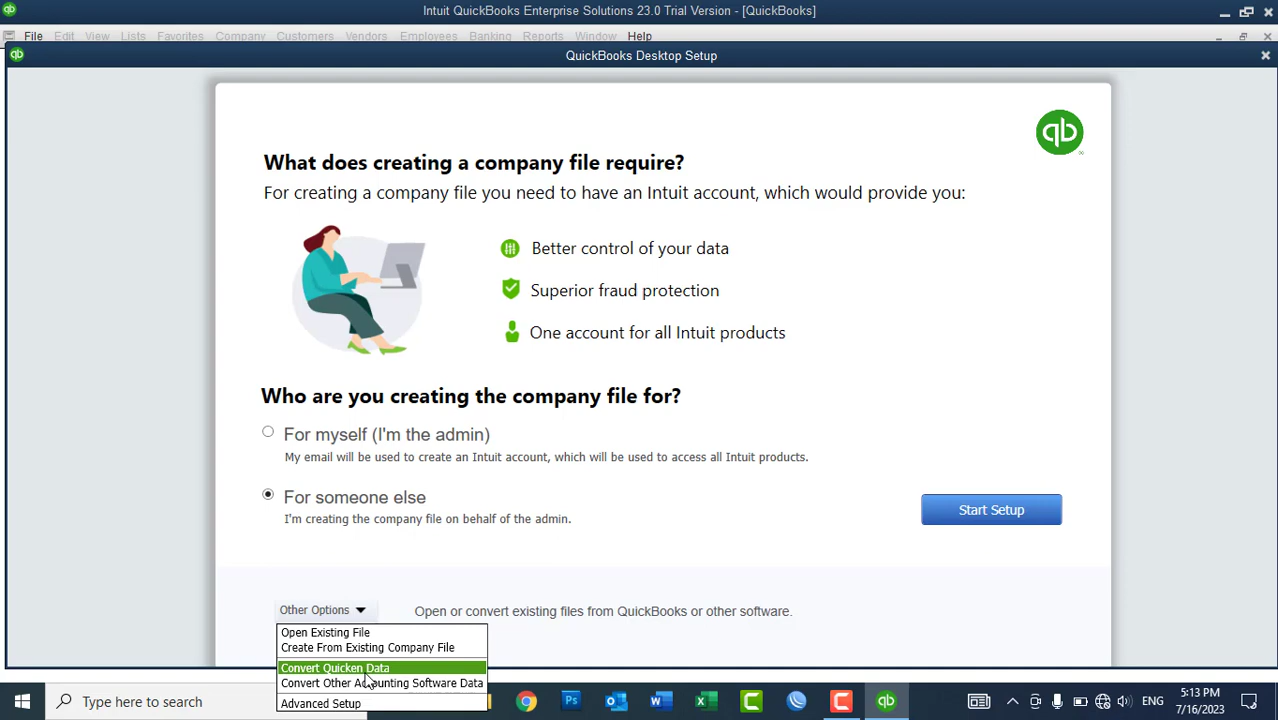 Intuit QuickBooks Enterprise Solutions 23.0 Trial Version - [QuickBooks]
File Edit View Lists Favorites Company Customers Vendors Employees Banking Reports Window Help
QuickBooks Desktop Setup
qb
What does creating a company file require?
For creating a company file you need to have an Intuit account, which would provide you:
Better control of your data
Superior fraud protection
One account for all Intuit products
Who are you creating the company file for?
For myself (I'm the admin)
My email will be used to create an Intuit account, which will be used to access all Intuit products.
For someone else
I'm creating the company file on behalf of the admin.
Start Setup
Other Options
Open or convert existing files from QuickBooks or other software.
Open Existing File
Create From Existing Company File
Convert Quicken Data
Convert Other Accounting Software Data
Advanced Setup
Type here to search
ENG
5:13 PM
7/16/2023